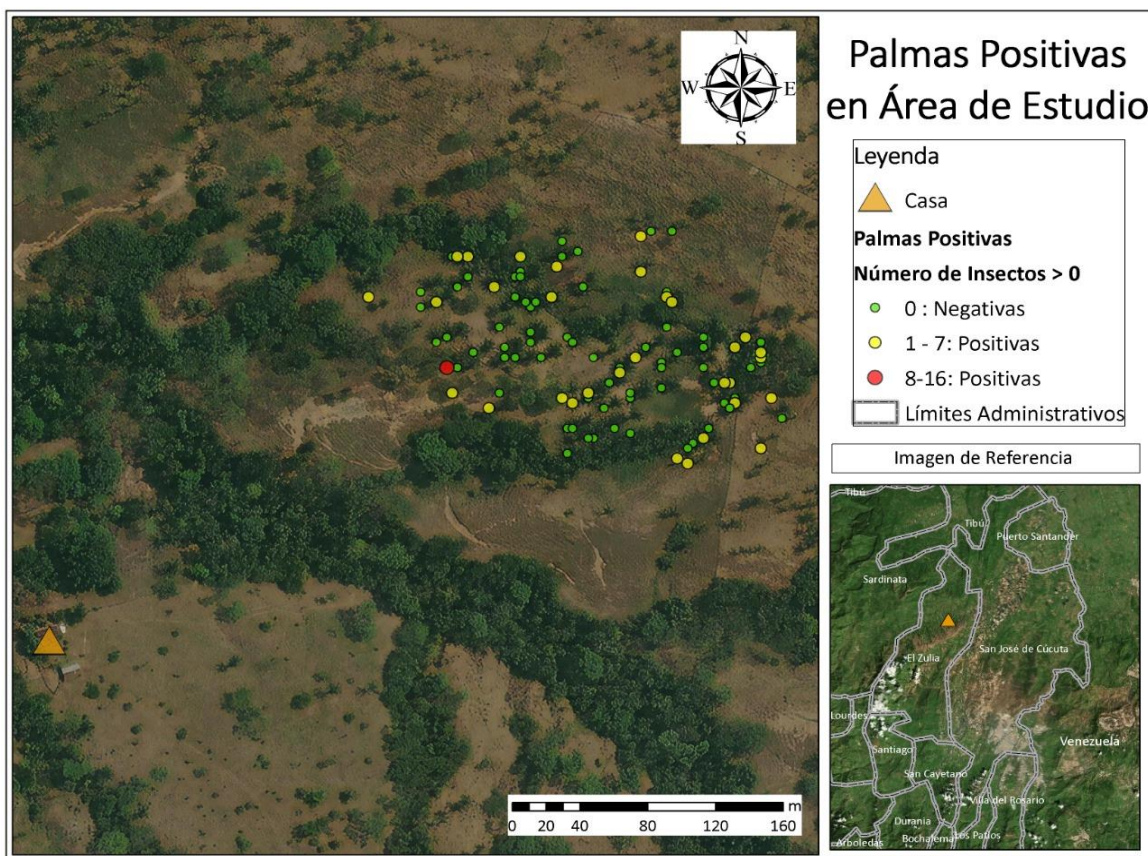 Palmas Positivas
en Área de Estudio
N
W E
S
Leyenda
Casa
Palmas Positivas
Número de Insectos > 0
0 : Negativas
1 - 7: Positivas
8-16: Positivas
Límites Administrativos
Imagen de Referencia
Tibú
Tibú
Puerto Santander
Sardinata
San José de Cúcuta
El Zulia
Lourdes
Venezuela
Santiago
San Cayetano
Villa del Rosario
Durania
Bochalema
Los Patios
Arboledas
m
0 20 40 80 120 160